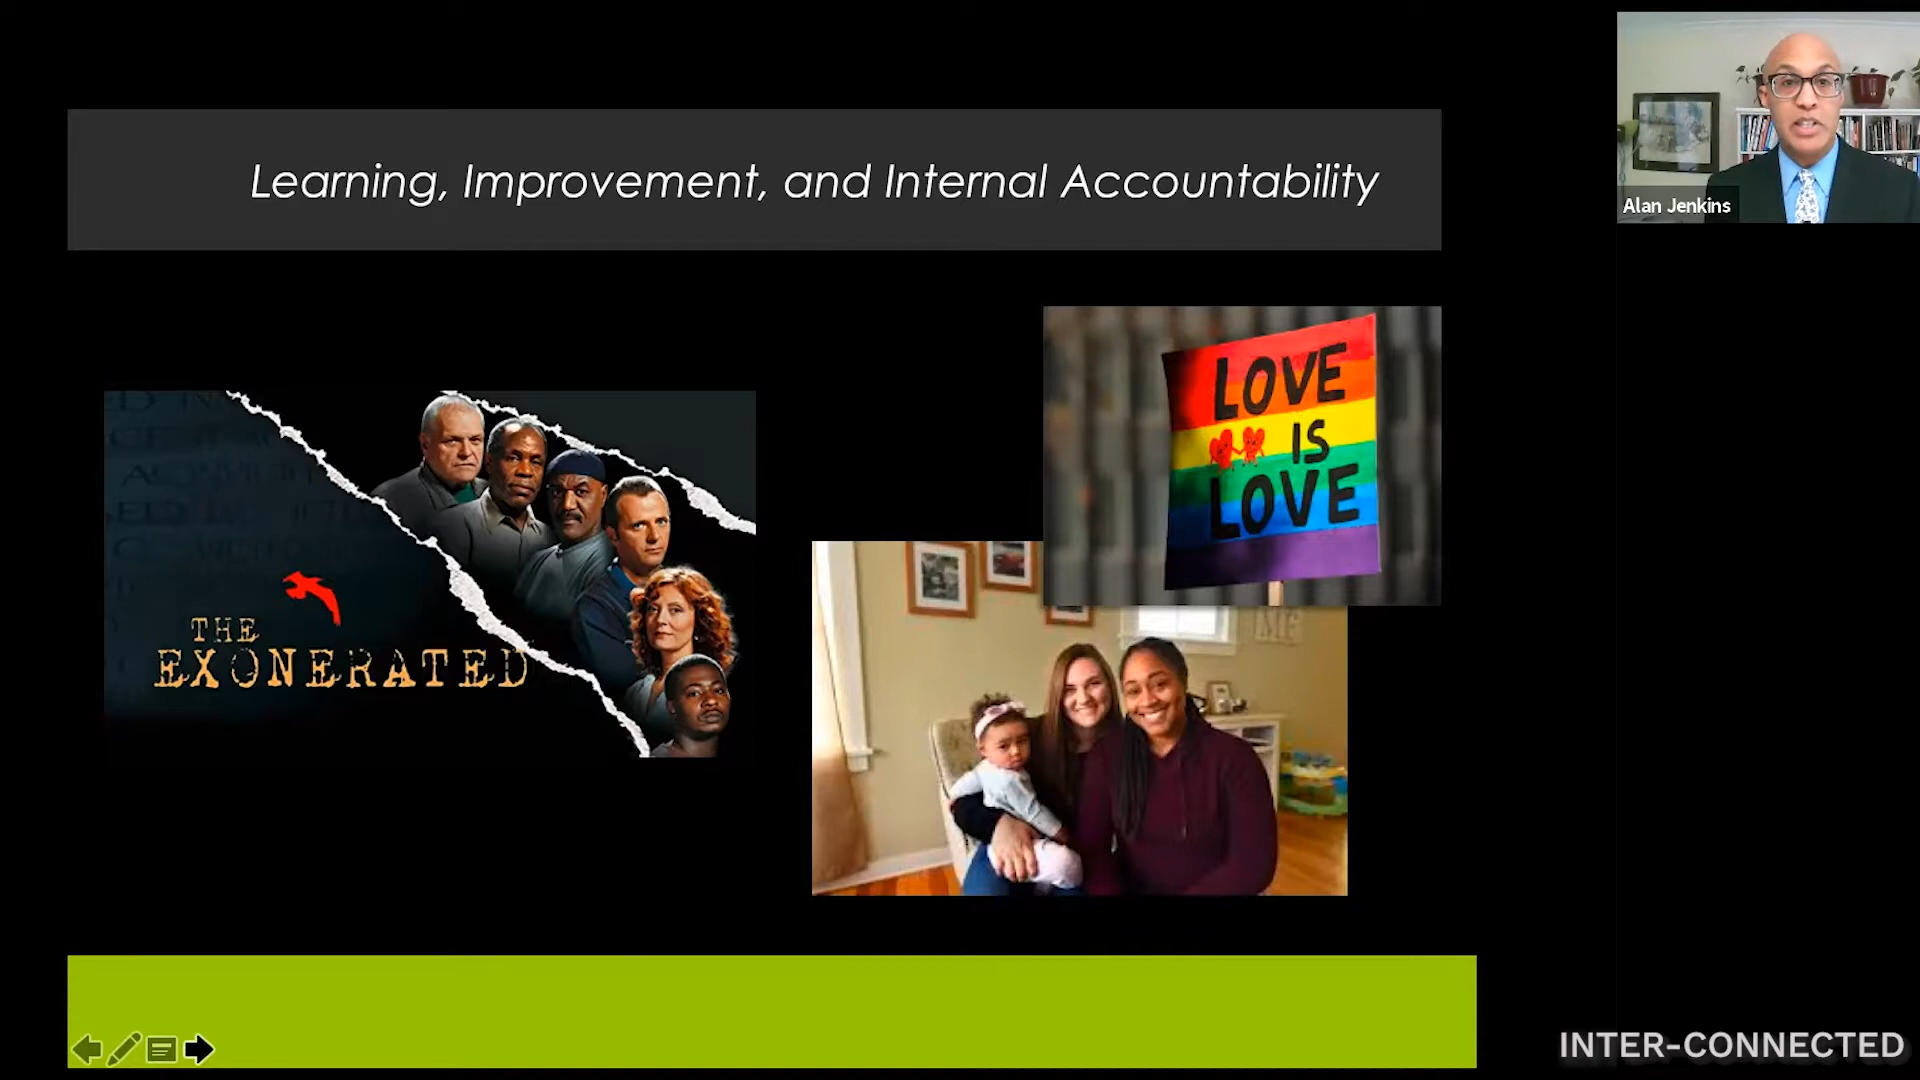 Learning, Improvement, and Internal Accountability
Alan Jenkins
LOVE
IS
LOVE
THE
EXONERATED
INTER-CONNECTED